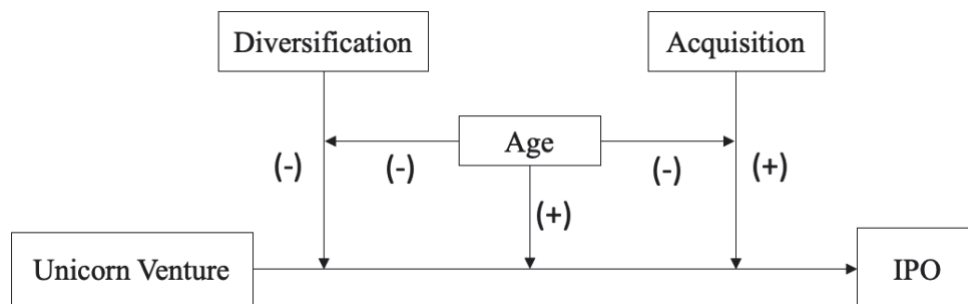 Diversification
Acquisition
Age
(-)
(-)
(-)
(+)
(+)
Unicorn Venture
IPO